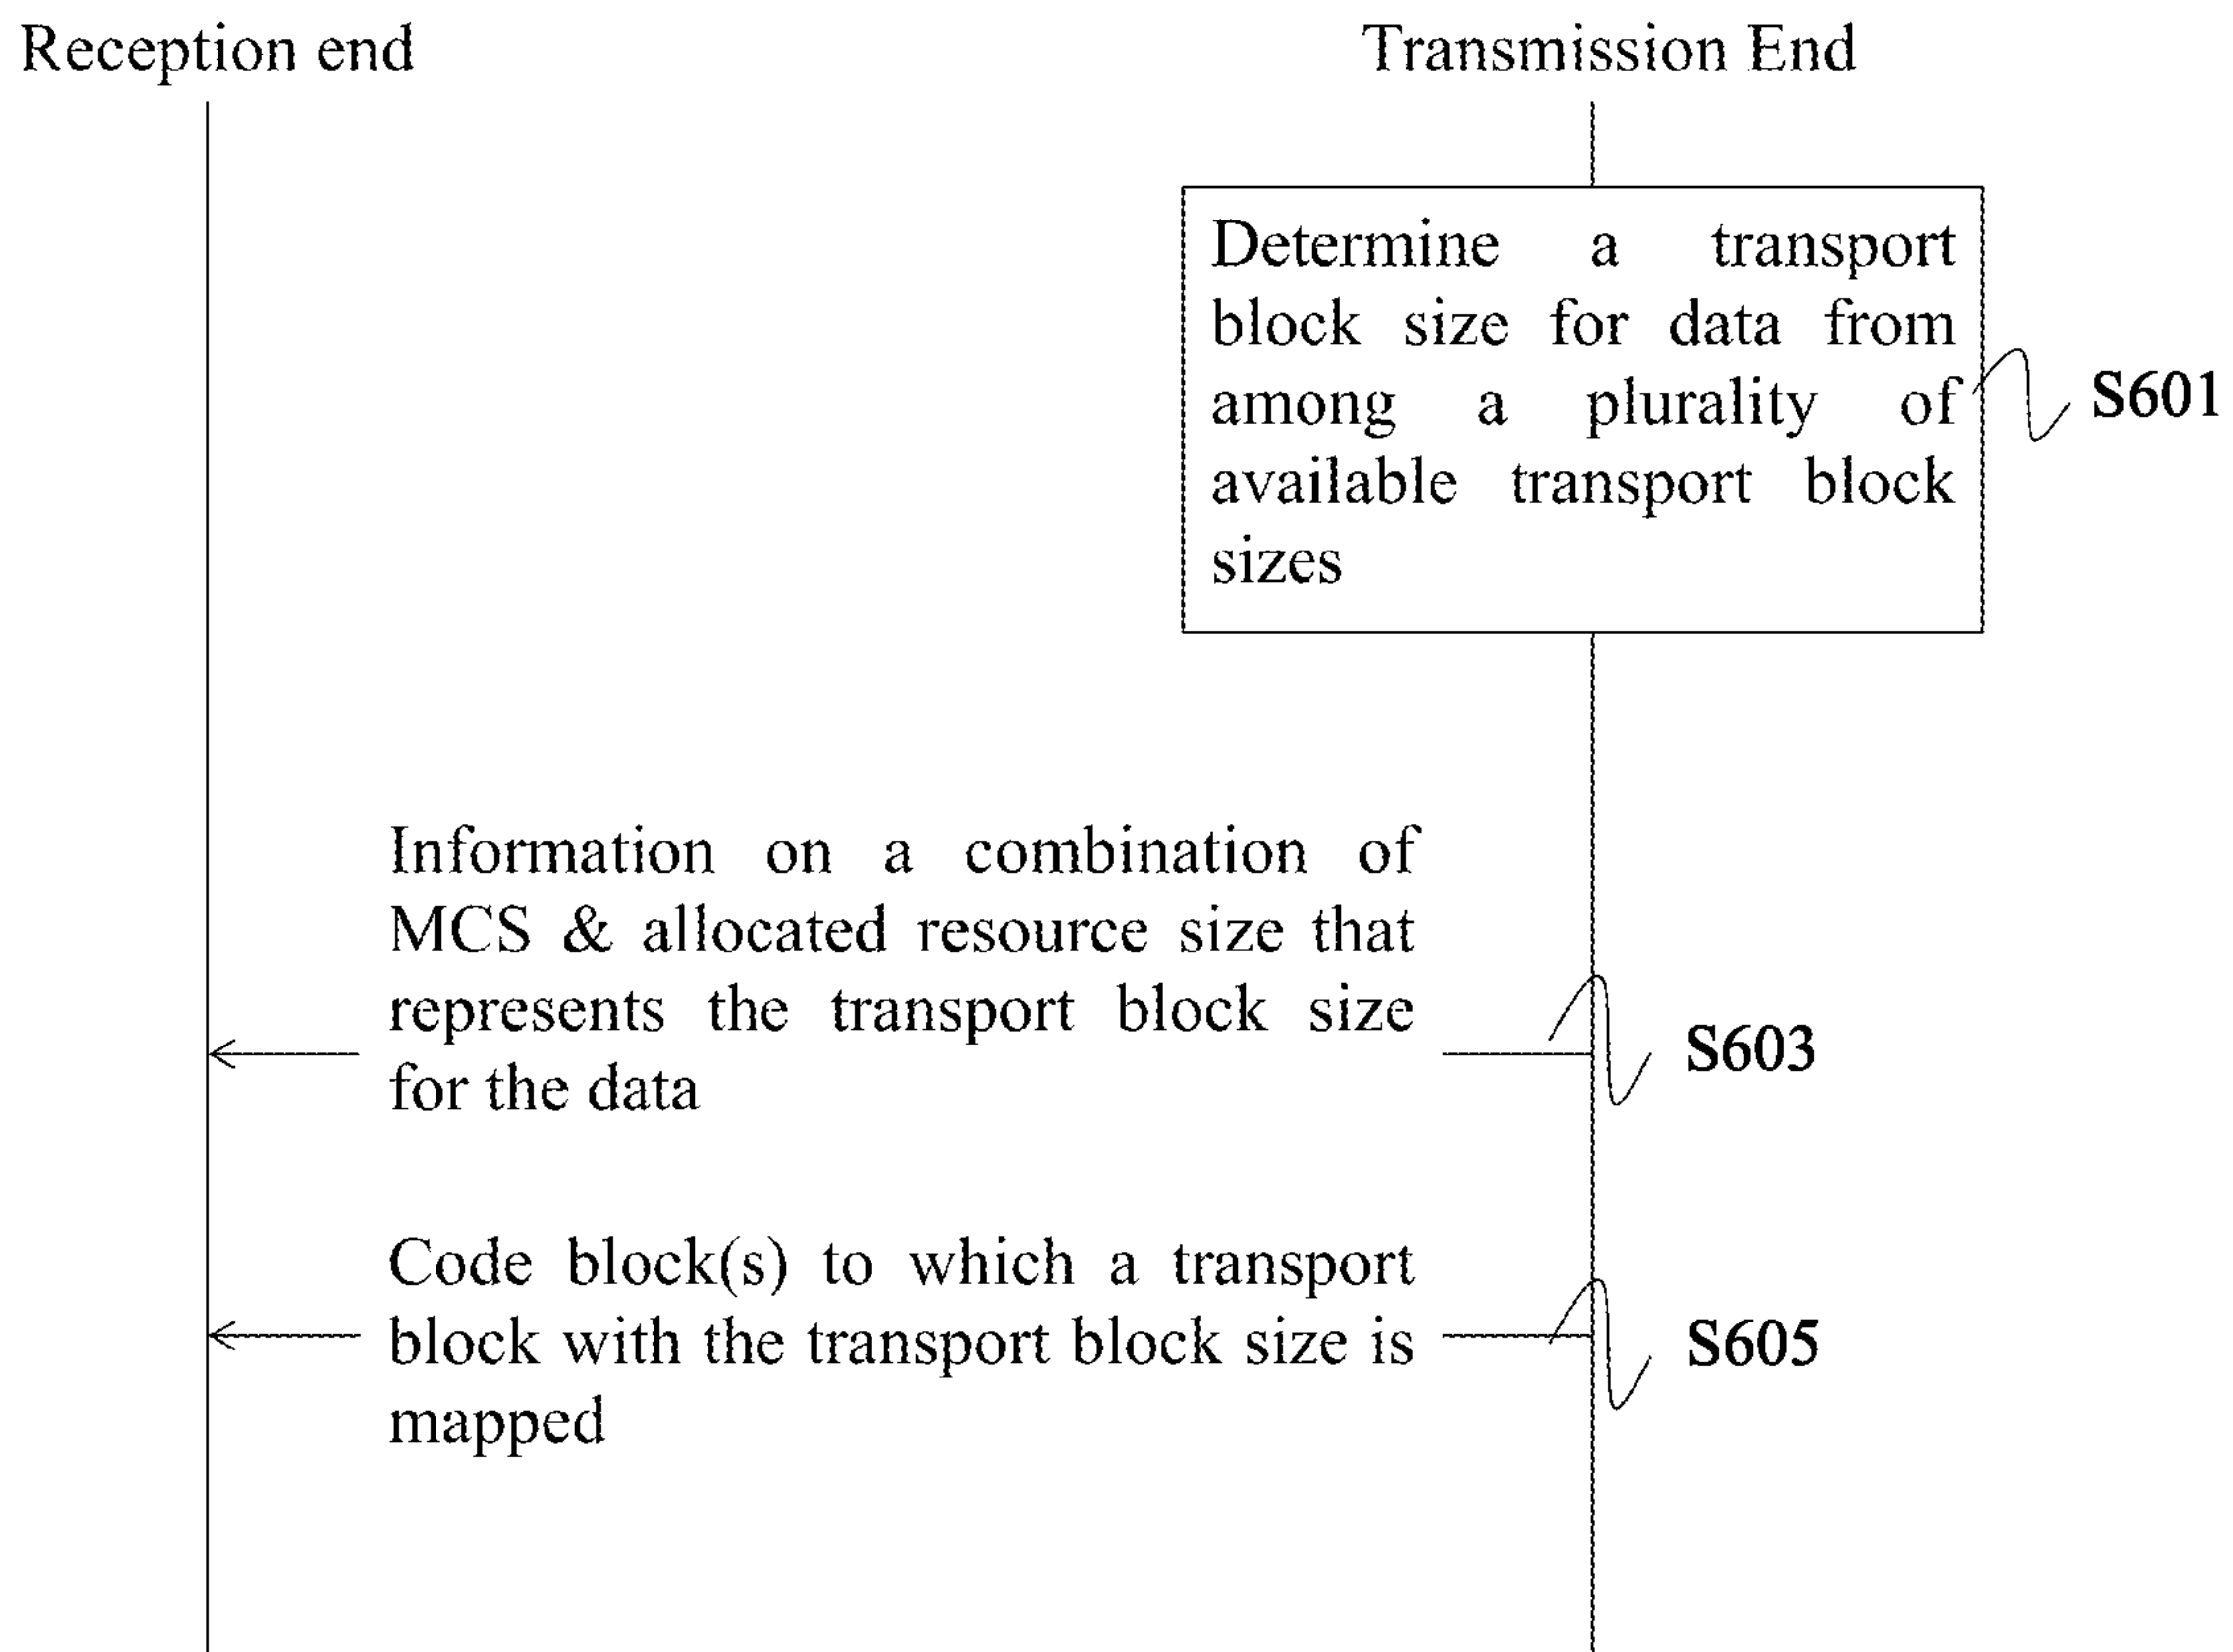 Reception end
Transmission End
Determine a transport
block size for data from
among a plurality of
available transport block
sizes
S601
Information on a combination of
MCS & allocated resource size that
represents the transport block size
for the data
S603
Code block(s) to which a transport
block with the transport block size is
mapped
S605